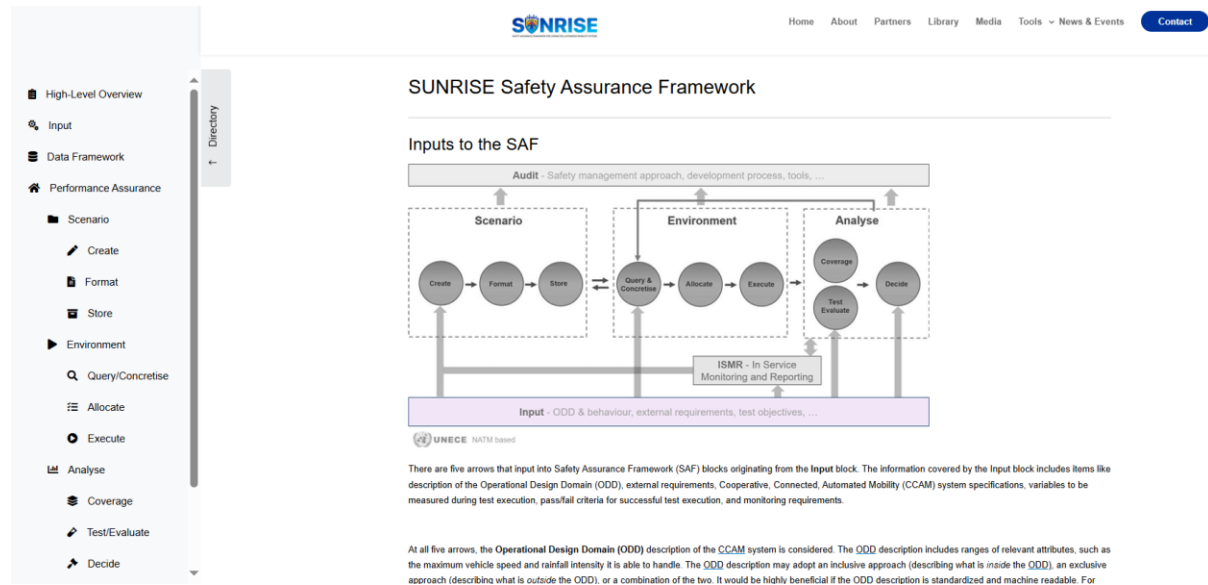 SUNRISE
Home About Partners Library Media Tools News & Events Contact
High-Level Overview
Input
Data Framework
Performance Assurance
Scenario
Create
Format
Store
Environment
Query/Concretise
Allocate
Execute
Analyse
Coverage
Test/Evaluate
Decide
← Directory
SUNRISE Safety Assurance Framework
Inputs to the SAF
Audit - Safety management approach, development process, tools, ...
Scenario
Environment
Analyse
Create
Format
Store
Query &
Concretise
Allocate
Execute
Coverage
Test
Evaluate
Decide
ISMR - In Service
Monitoring and Reporting
Input - ODD & behaviour, external requirements, test objectives, ...
UNECE NATM based
There are five arrows that input into Safety Assurance Framework (SAF) blocks originating from the Input block. The information covered by the Input block includes items like
description of the Operational Design Domain (ODD), external requirements, Cooperative, Connected, Automated Mobility (CCAM) system specifications, variables to be
measured during test execution, pass/fail criteria for successful test execution, and monitoring requirements.
At all five arrows, the Operational Design Domain (ODD) description of the CCAM system is considered. The ODD description includes ranges of relevant attributes, such as
the maximum vehicle speed and rainfall intensity it is able to handle. The ODD description may adopt an inclusive approach (describing what is inside the ODD), an exclusive
approach (describing what is outside the ODD), or a combination of the two. It would be highly beneficial if the ODD description is standardized and machine readable. For